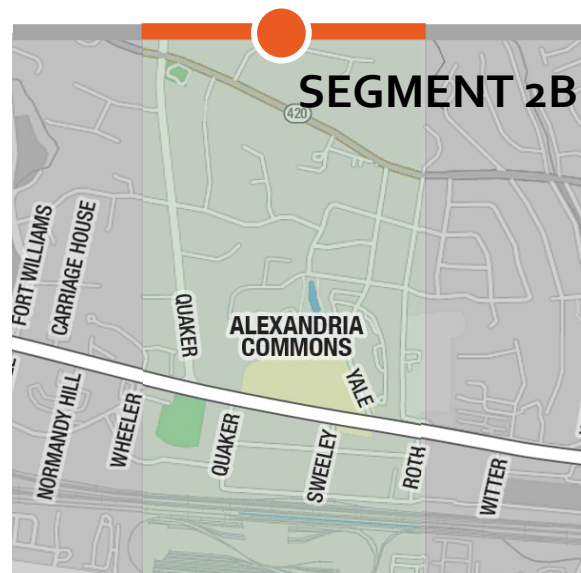 SEGMENT 2B
420
FORT WILLIAMS
CARRIAGE HOUSE
QUAKER
ALEXANDRIA
COMMONS
YALE
NORMANDY HILL
WHEELER
QUAKER
SWEELEY
ROTH
WITTER